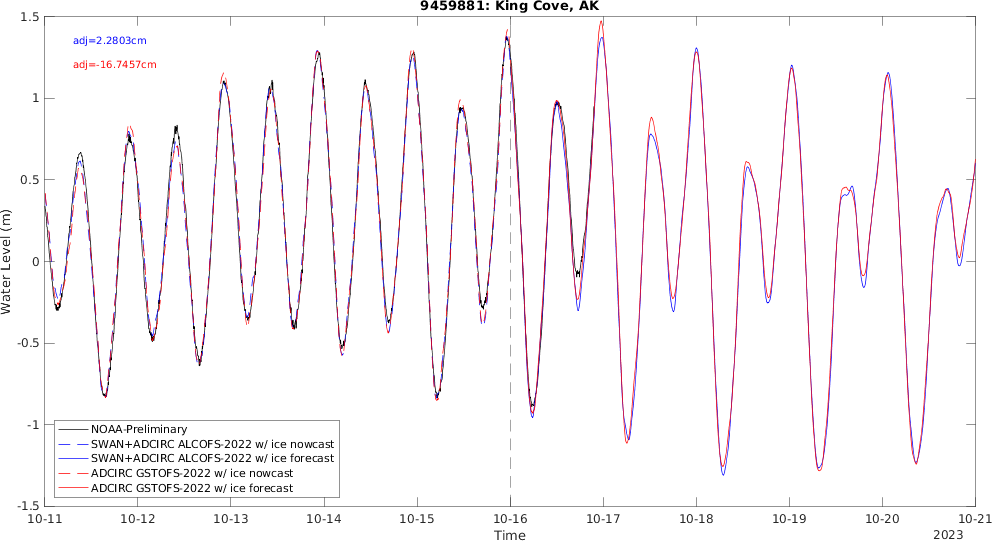 9459881: King Cove, AK
adj=2.2803cm
adj=-16.7457cm
1.5
1
0.5
0
-0.5
-1
-1.5
Water Level (m)
NOAA-Preliminary
SWAN+ADCIRC ALCOFS-2022 w/ ice nowcast
SWAN+ADCIRC ALCOFS-2022 w/ ice forecast
ADCIRC GSTOFS-2022 w/ ice nowcast
ADCIRC GSTOFS-2022 w/ ice forecast
10-11 10-12 10-13 10-14 10-15 10-16 10-17 10-18 10-19 10-20 10-21
Time
2023